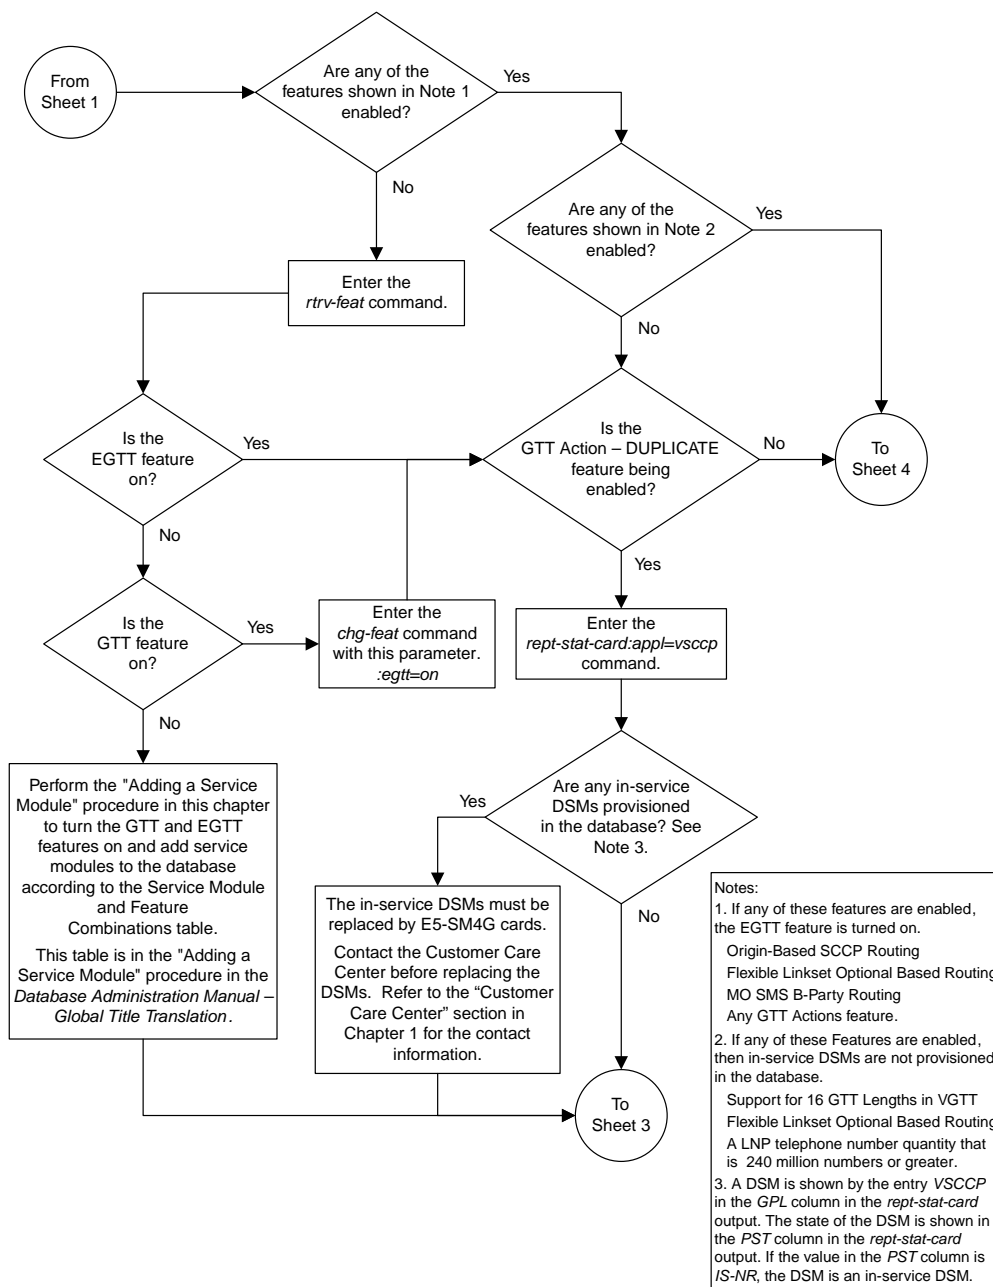 From
Sheet 1
Are any of the
features shown in Note 1
enabled?
Yes
No
Are any of the
features shown in Note 2
enabled?
Yes
No
Enter the
rtrv-feat command.
Is the
EGTT feature
on?
Yes
No
Is the
GTT Action – DUPLICATE
feature being
enabled?
No
Yes
To
Sheet 4
Is the
GTT feature
on?
Yes
No
Enter the
chg-feat command
with this parameter.
:egtt=on
Enter the
rept-stat-card:appl=vsccp
command.
Perform the "Adding a Service
Module" procedure in this chapter
to turn the GTT and EGTT
features on and add service
modules to the database
according to the Service Module
and Feature
Combinations table.
This table is in the "Adding a
Service Module" procedure in the
Database Administration Manual –
Global Title Translation.
Are any in-service
DSMs provisioned
in the database? See
Note 3.
Yes
No
The in-service DSMs must be
replaced by E5-SM4G cards.
Contact the Customer Care
Center before replacing the
DSMs. Refer to the “Customer
Care Center” section in
Chapter 1 for the contact
information.
To
Sheet 3
Notes:
1. If any of these features are enabled,
the EGTT feature is turned on.
Origin-Based SCCP Routing
Flexible Linkset Optional Based Routing
MO SMS B-Party Routing
Any GTT Actions feature.
2. If any of these Features are enabled,
then in-service DSMs are not provisioned
in the database.
Support for 16 GTT Lengths in VGTT
Flexible Linkset Optional Based Routing
A LNP telephone number quantity that
is 240 million numbers or greater.
3. A DSM is shown by the entry VSCCP
in the GPL column in the rept-stat-card
output. The state of the DSM is shown in
the PST column in the rept-stat-card
output. If the value in the PST column is
IS-NR, the DSM is an in-service DSM.